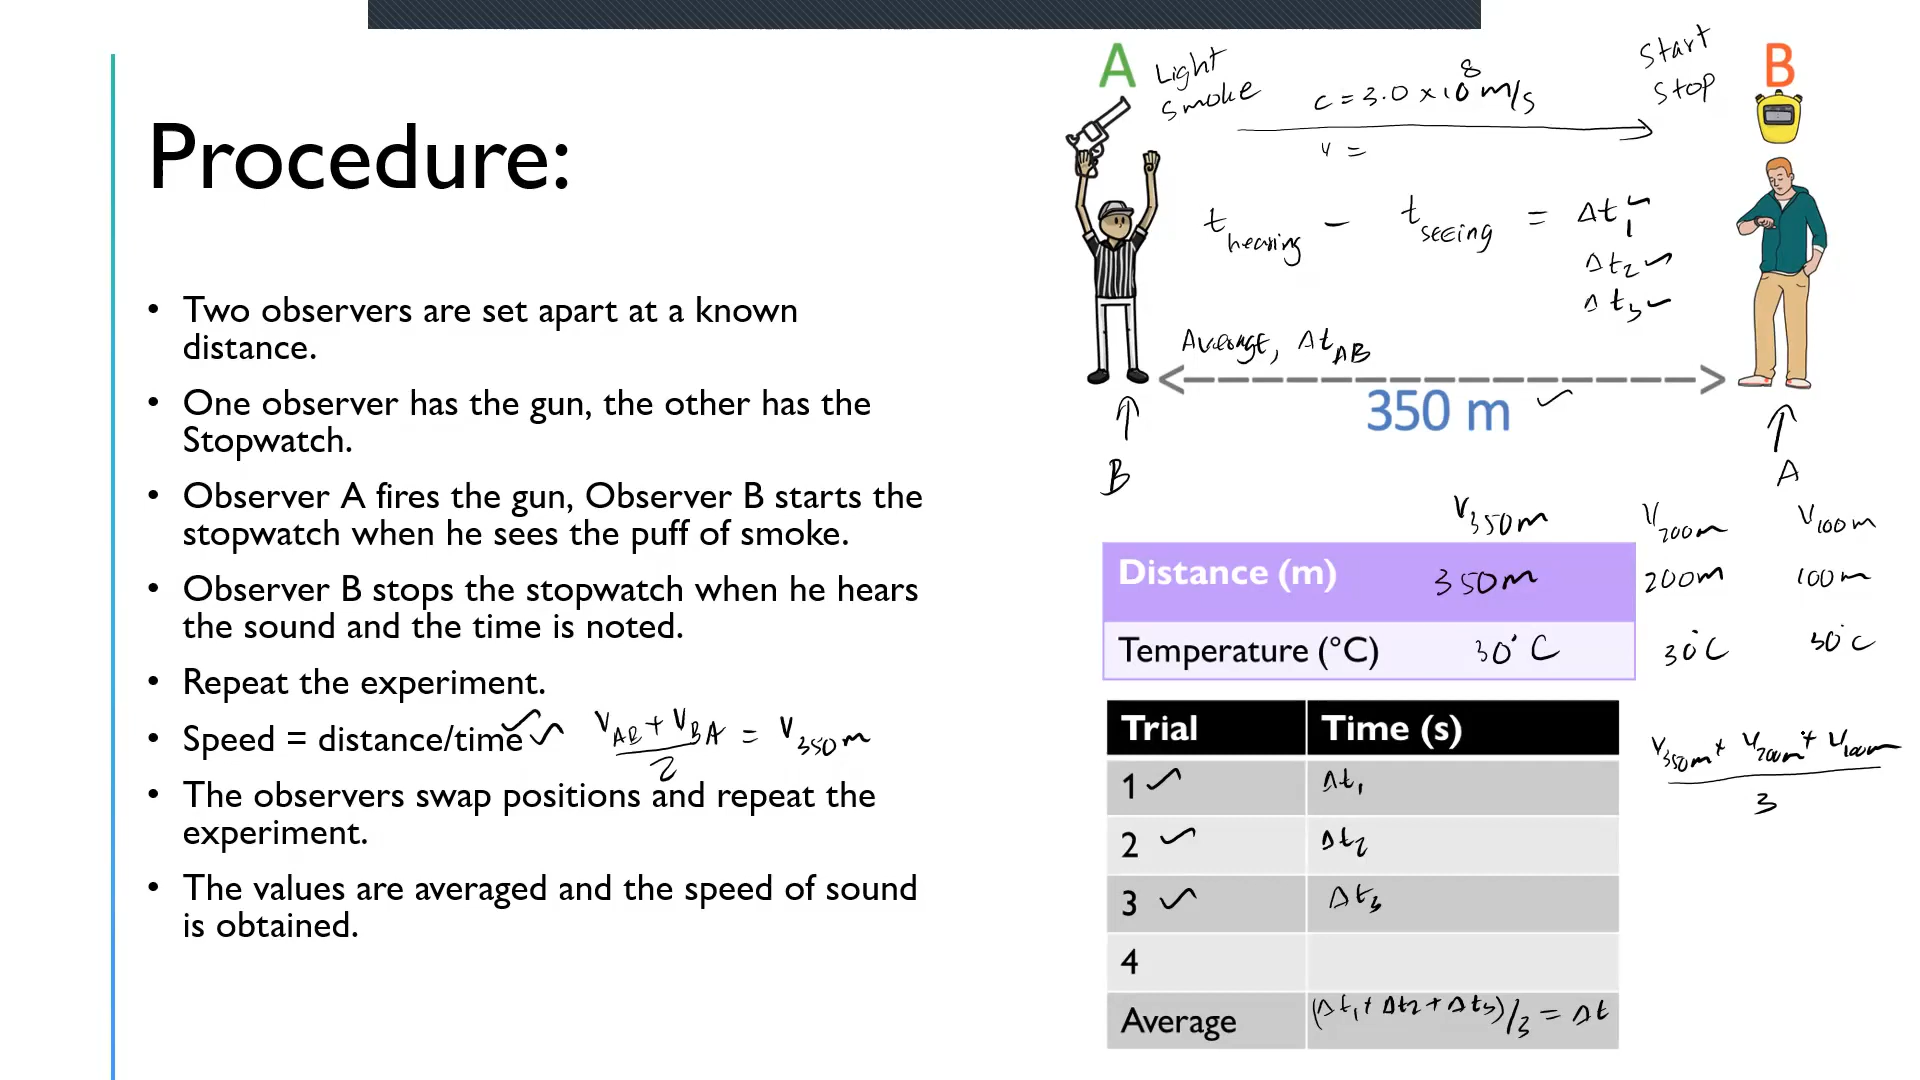 Procedure:
• Two observers are set apart at a known
distance.
• One observer has the gun, the other has the
Stopwatch.
• Observer A fires the gun, Observer B starts the
stopwatch when he sees the puff of smoke.
• Observer B stops the stopwatch when he hears
the sound and the time is noted.
• Repeat the experiment.
• Speed = distance/time
(V_AB + V_BA)/2 = V_350m
• The observers swap positions and repeat the
experiment.
• The values are averaged and the speed of sound
is obtained.
A
Light
smoke
c = 3.0 x 10^8 m/s
Start
Stop
B
t_hearing − t_seeing = Δt_1
Δt_2
Δt_3
Average, Δt_AB
350 m
B
A
V_350m V_200m V_100m
Distance (m) 350m 200m 100m
Temperature (°C) 30°C 30°C 30°C
Trial Time (s)
1 Δt_1
2 Δt_2
3 Δt_3
4
Average (Δt_1 + Δt_2 + Δt_3)/3 = Δt
(V_350m + V_200m + V_100m)/3